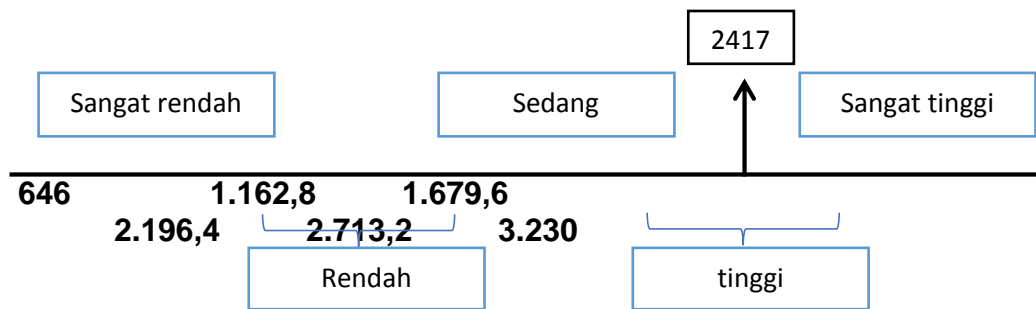 2417
Sangat rendah Sedang Sangat tinggi
646 1.162,8 1.679,6
2.196,4 2.713,2 3.230
Rendah tinggi